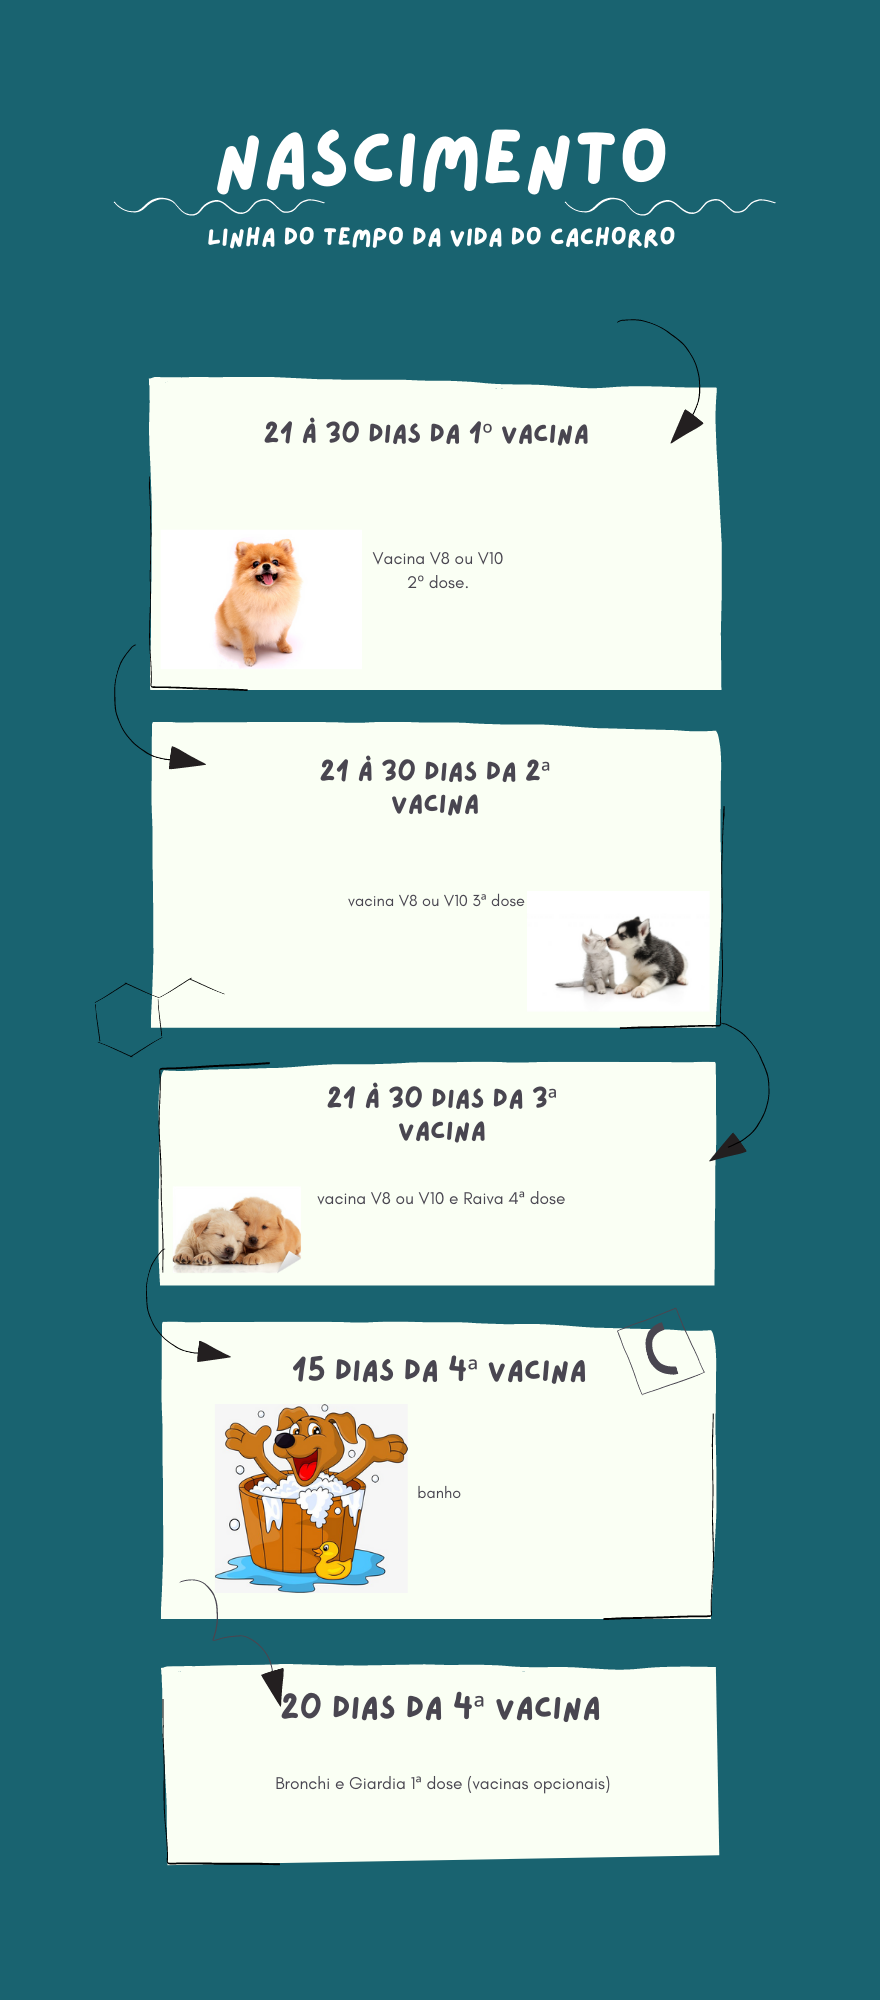 NASCIMENTO
LINHA DO TEMPO DA VIDA DO CACHORRO
21 À 30 DIAS DA 1º VACINA
Vacina V8 ou V10
2º dose.
21 À 30 DIAS DA 2ª
VACINA
vacina V8 ou V10 3ª dose
21 À 30 DIAS DA 3ª
VACINA
vacina V8 ou V10 e Raiva 4ª dose
15 DIAS DA 4ª VACINA
banho
20 DIAS DA 4ª VACINA
Bronchi e Giardia 1ª dose (vacinas opcionais)